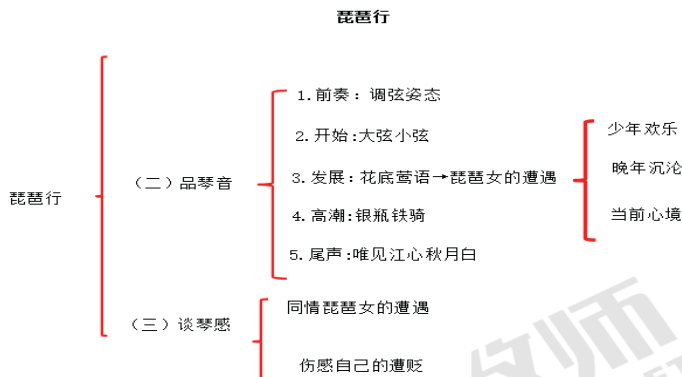 琵琶行
琵琶行
（二）品琴音
1.前奏：调弦姿态
2.开始:大弦小弦
3.发展:花底莺语→琵琶女的遭遇
少年欢乐
晚年沉沦
当前心境
4.高潮:银瓶铁骑
5.尾声:唯见江心秋月白
（三）谈琴感
同情琵琶女的遭遇
伤感自己的遭贬